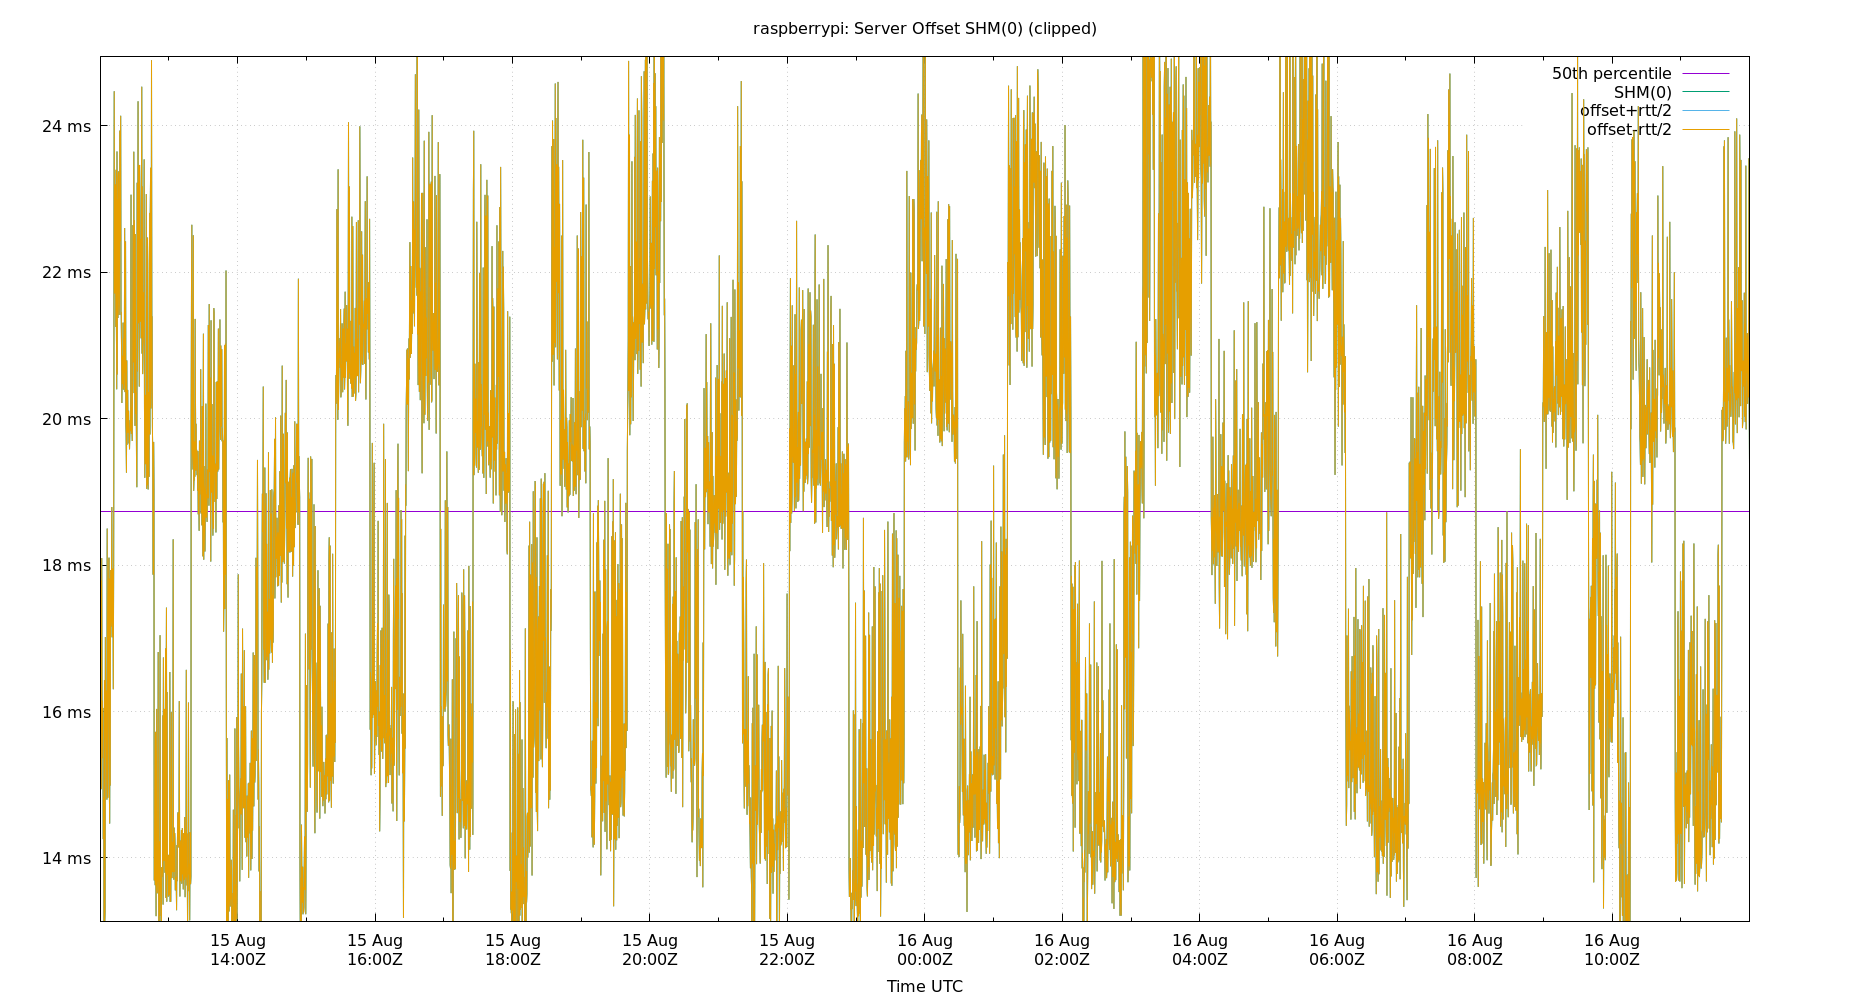 raspberrypi: Server Offset SHM(0) (clipped)
50th percentile
SHM(0)
offset+rtt/2
offset-rtt/2
24 ms
22 ms
20 ms
18 ms
16 ms
14 ms
15 Aug 15 Aug 15 Aug 15 Aug 15 Aug 16 Aug 16 Aug 16 Aug 16 Aug 16 Aug 16 Aug
14:00Z 16:00Z 18:00Z 20:00Z 22:00Z 00:00Z 02:00Z 04:00Z 06:00Z 08:00Z 10:00Z
Time UTC